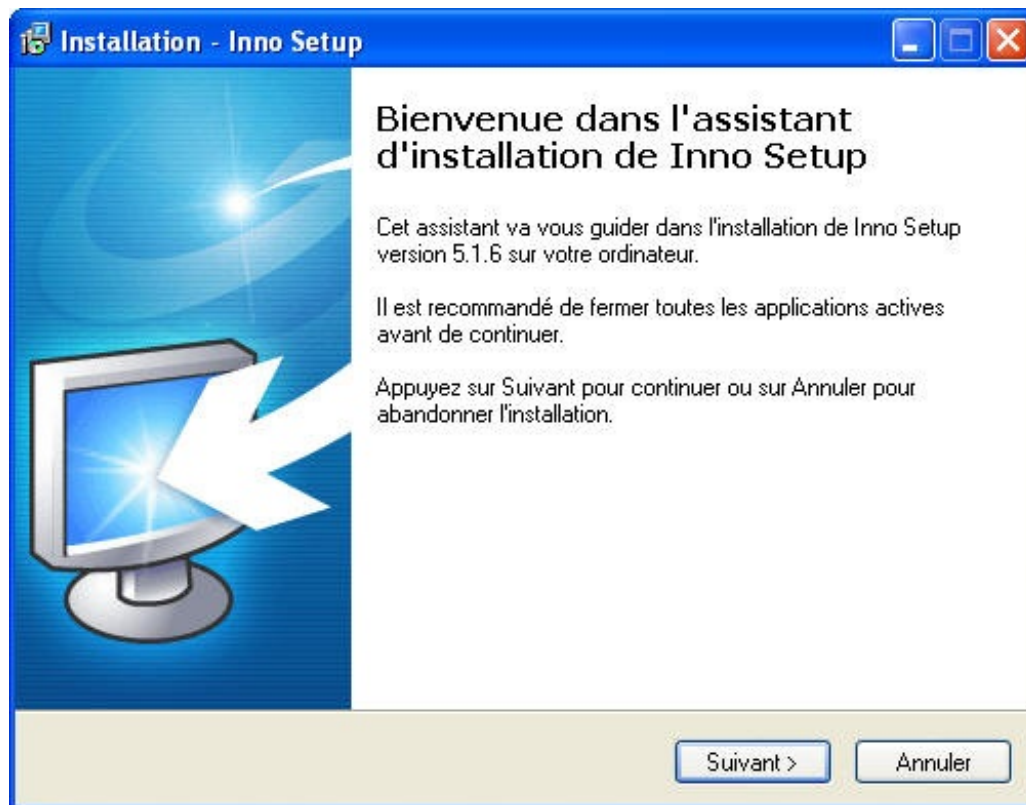 Installation - Inno Setup
Bienvenue dans l'assistant
d'installation de Inno Setup
Cet assistant va vous guider dans l'installation de Inno Setup
version 5.1.6 sur votre ordinateur.
Il est recommandé de fermer toutes les applications actives
avant de continuer.
Appuyez sur Suivant pour continuer ou sur Annuler pour
abandonner l'installation.
Suivant >
Annuler